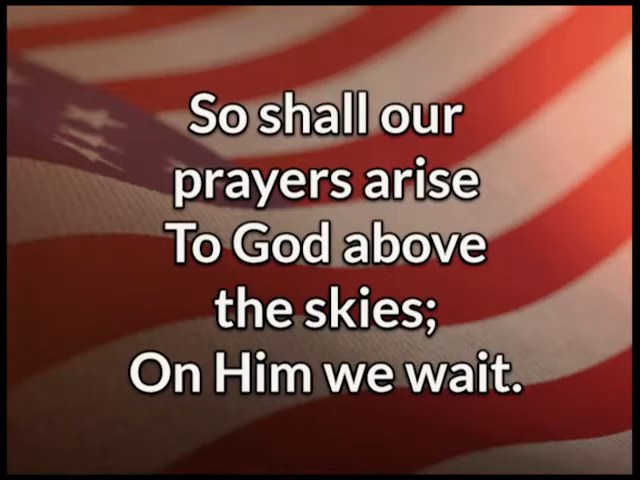 So shall our
prayers arise
To God above
the skies;
On Him we wait.